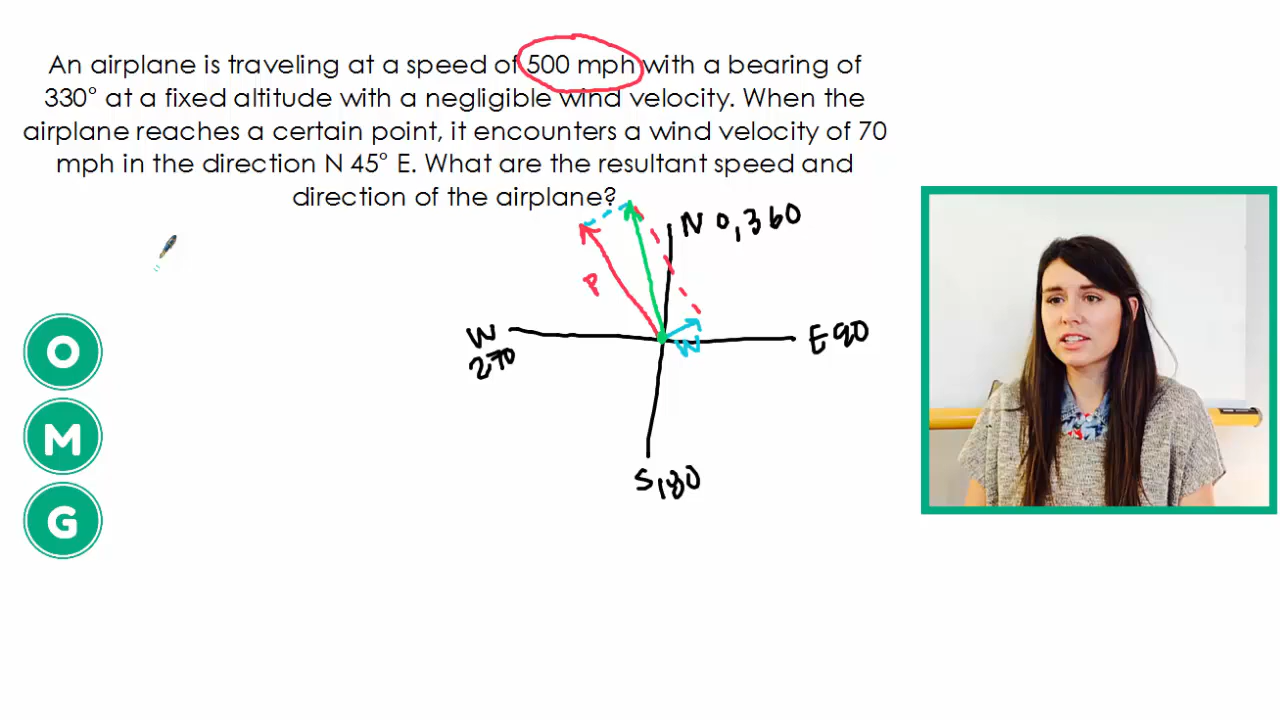 An airplane is traveling at a speed of 500 mph with a bearing of
330° at a fixed altitude with a negligible wind velocity. When the
airplane reaches a certain point, it encounters a wind velocity of 70
mph in the direction N 45° E. What are the resultant speed and
direction of the airplane?
N 0, 360
P
W
270
W
E 90
O
M
S, 180
G